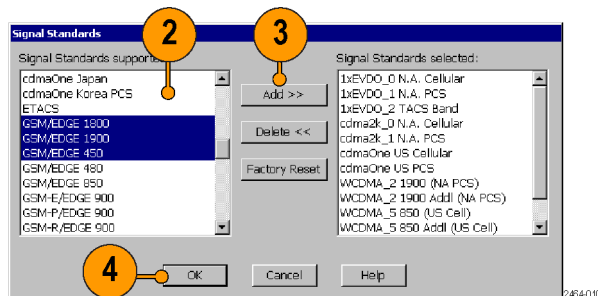 Signal Standards
2
3
Signal Standards supporte
Signal Standards selected:
cdmaOne Japan
cdmaOne Korea PCS
ETACS
GSM/EDGE 1800
GSM/EDGE 1900
GSM/EDGE 450
GSM/EDGE 480
GSM/EDGE 850
GSM-E/EDGE 900
GSM-P/EDGE 900
GSM-R/EDGE 900
Add >>
Delete <<
Factory Reset
1xEVDO_0 N.A. Cellular
1xEVDO_1 N.A. PCS
1xEVDO_2 TACS Band
cdma2k_0 N.A. Cellular
cdma2k_1 N.A. PCS
cdmaOne US Cellular
cdmaOne US PCS
WCDMA_2 1900 (NA PCS)
WCDMA_2 1900 Addl (NA PCS)
WCDMA_5 850 (US Cell)
WCDMA_5 850 Addl (US Cell)
4
OK
Cancel
Help
2464-010